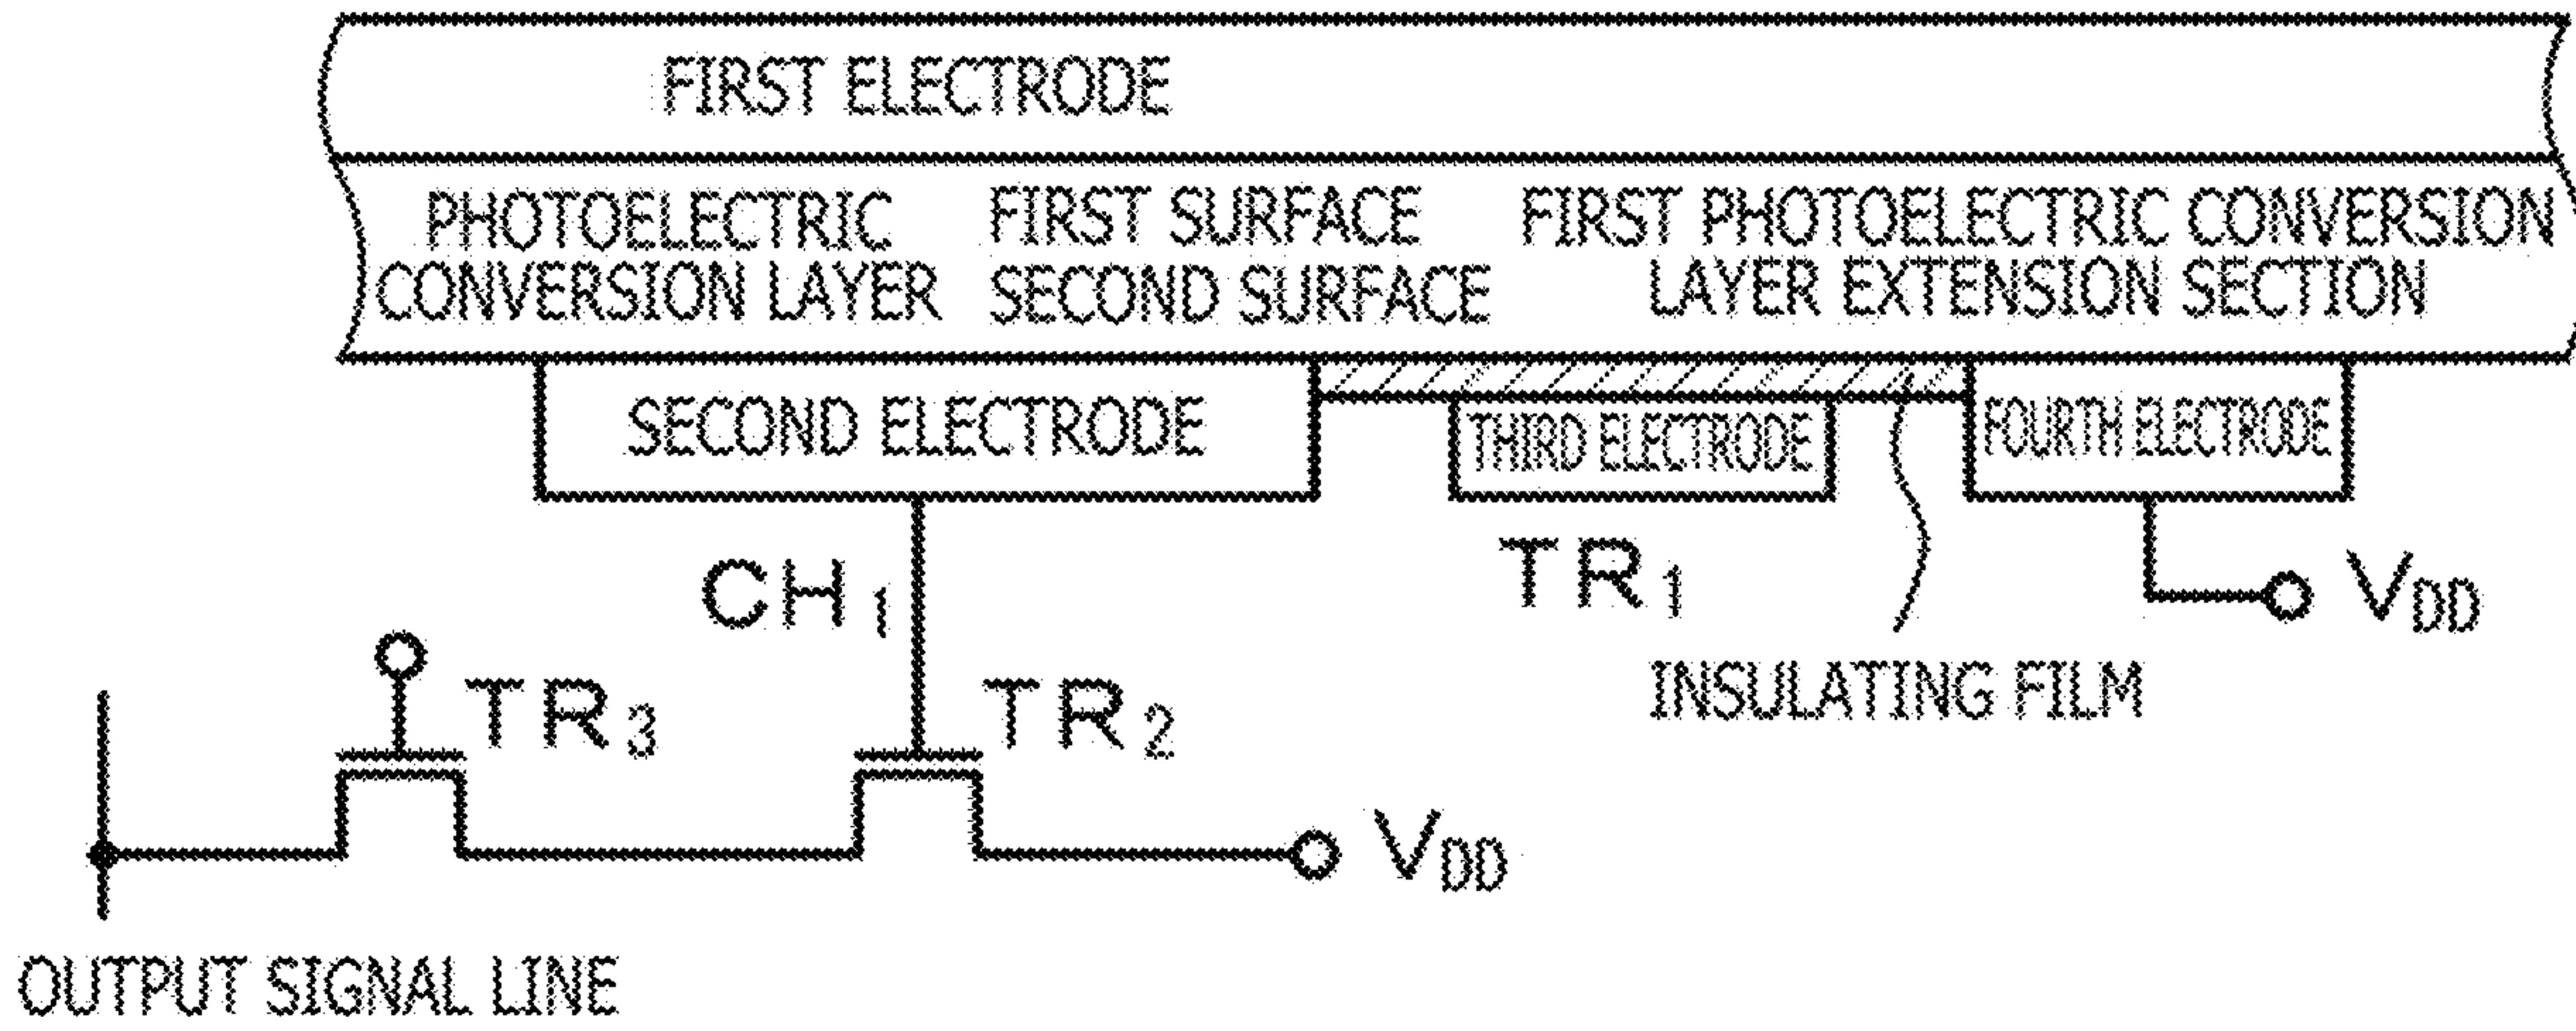 FIRST ELECTRODE
PHOTOELECTRIC
CONVERSION LAYER
FIRST SURFACE
SECOND SURFACE
FIRST PHOTOELECTRIC CONVERSION
LAYER EXTENSION SECTION
SECOND ELECTRODE
THIRD ELECTRODE
FOURTH ELECTRODE
CH1
TR1
VDD
INSULATING FILM
TR3
TR2
VDD
OUTPUT SIGNAL LINE